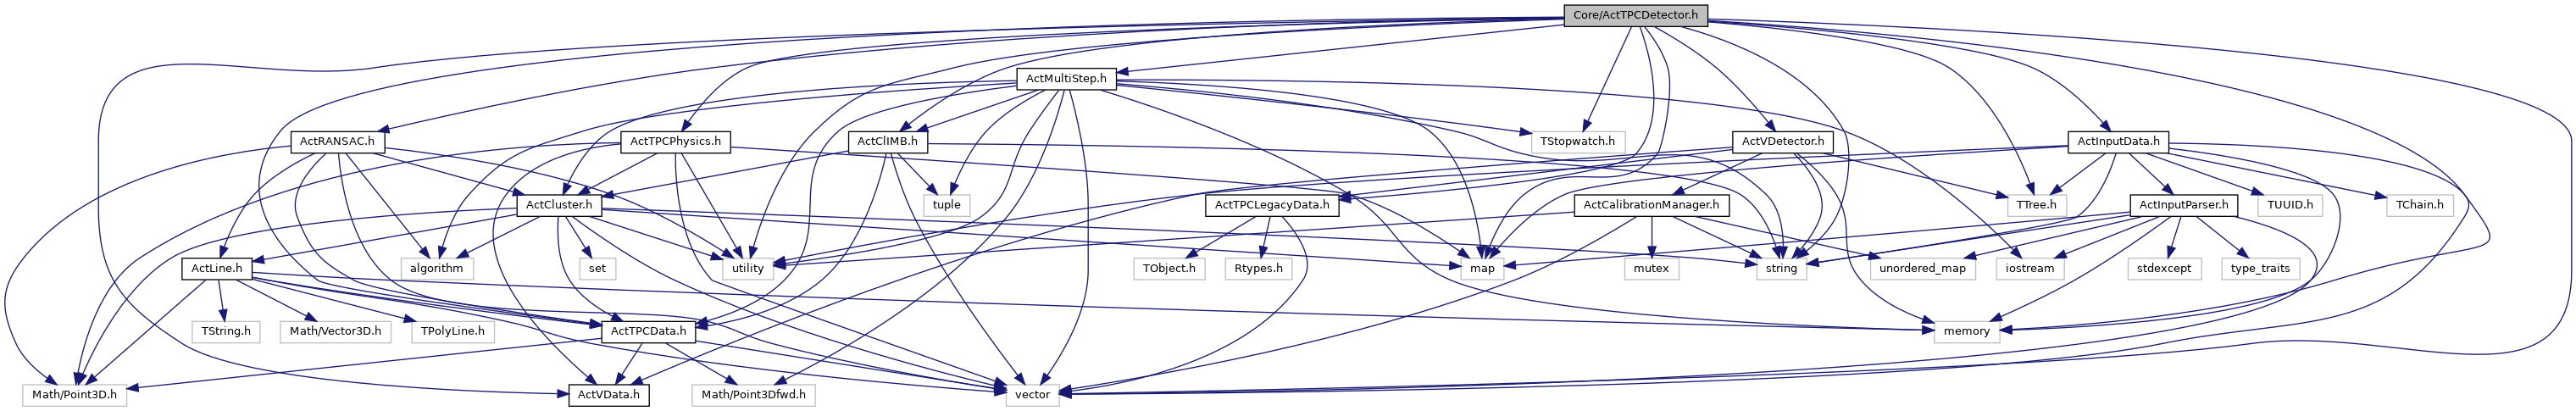 Core/ActTPCDetector.h
ActMultiStep.h
ActRANSAC.h
ActTPCPhysics.h
ActClIMB.h
TStopwatch.h
ActVDetector.h
ActInputData.h
ActCluster.h
tuple
ActTPCLegacyData.h
ActCalibrationManager.h
TTree.h
ActInputParser.h
TUUID.h
TChain.h
ActLine.h
algorithm
set
utility
TObject.h
Rtypes.h
map
mutex
string
unordered_map
iostream
stdexcept
type_traits
TString.h
Math/Vector3D.h
TPolyLine.h
ActTPCData.h
memory
Math/Point3D.h
ActVData.h
Math/Point3Dfwd.h
vector